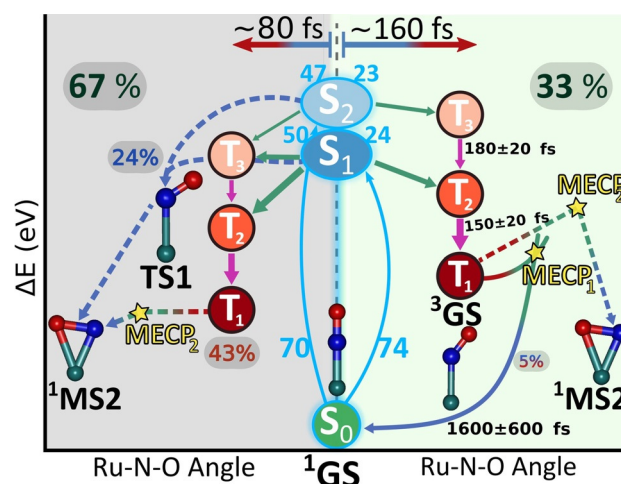 ~80 fs
~160 fs
67 %
33 %
47
23
S2
T3
50
24
S1
T3
24%
180±20 fs
T2
T2
150±20 fs
MECP2
TS1
MECP1
T1
T1
3GS
MECP2
43%
1MS2
70
74
5%
1MS2
S0
1600±600 fs
ΔE (eV)
Ru-N-O Angle
1GS
Ru-N-O Angle